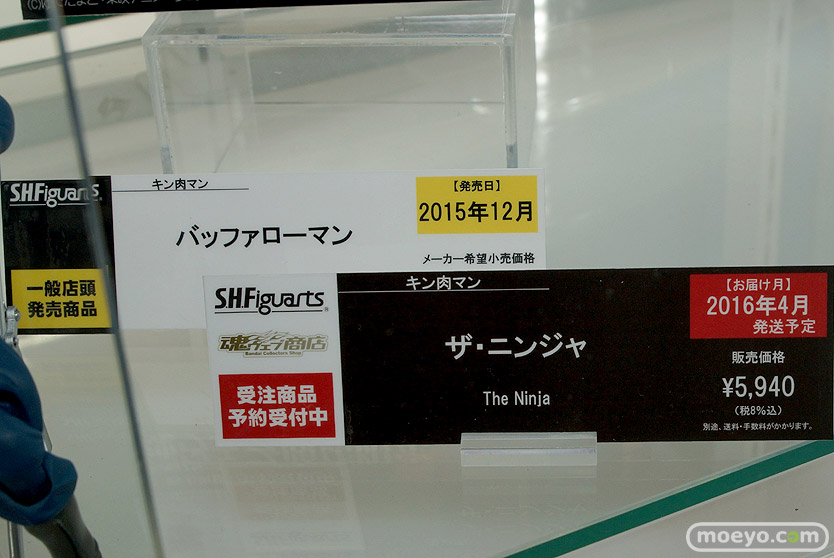 S.H.Figuarts
キン肉マン
【発売日】
2015年12月
バッファローマン
メーカー希望小売価格
一般店頭
発売商品
S.H.Figuarts
キン肉マン
【お届け月】
2016年4月
発送予定
魂ウェブ商店
Bandai Collectors Shop
ザ・ニンジャ
The Ninja
販売価格
¥5,940
(税8%込)
別途、送料・手数料がかかります。
受注商品
予約受付中
moeyo.com